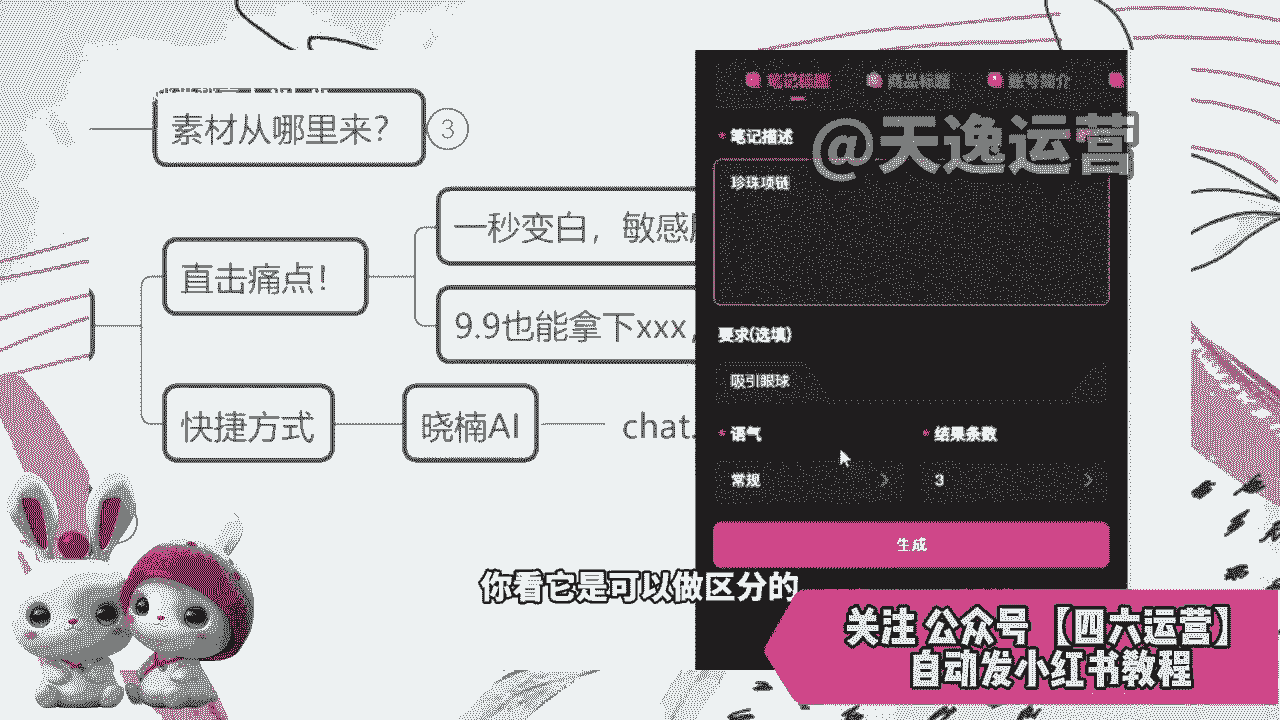 素材从哪里来?
3
一秒变白，敏感
直击痛点!
9.9也能拿下xxx,
快捷方式
晓楠AI
chat.
笔记标题
商品标题
账号简介
* 笔记描述
@天逸运营
珍珠项链
要求(选填)
吸引眼球
* 语气
* 结果条数
常规
3
生成
你看它是可以做区分的
关注 公众号 【四六运营】
自动发小红书教程